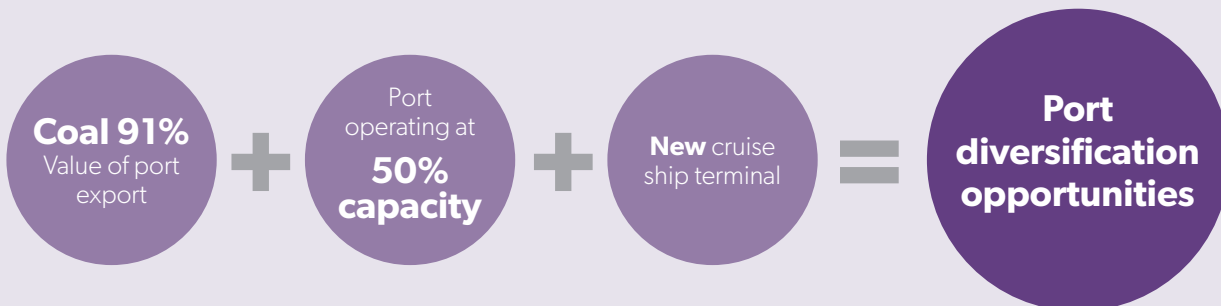 Coal 91%
Value of port
export
Port
operating at
50%
capacity
New cruise
ship terminal
Port
diversification
opportunities